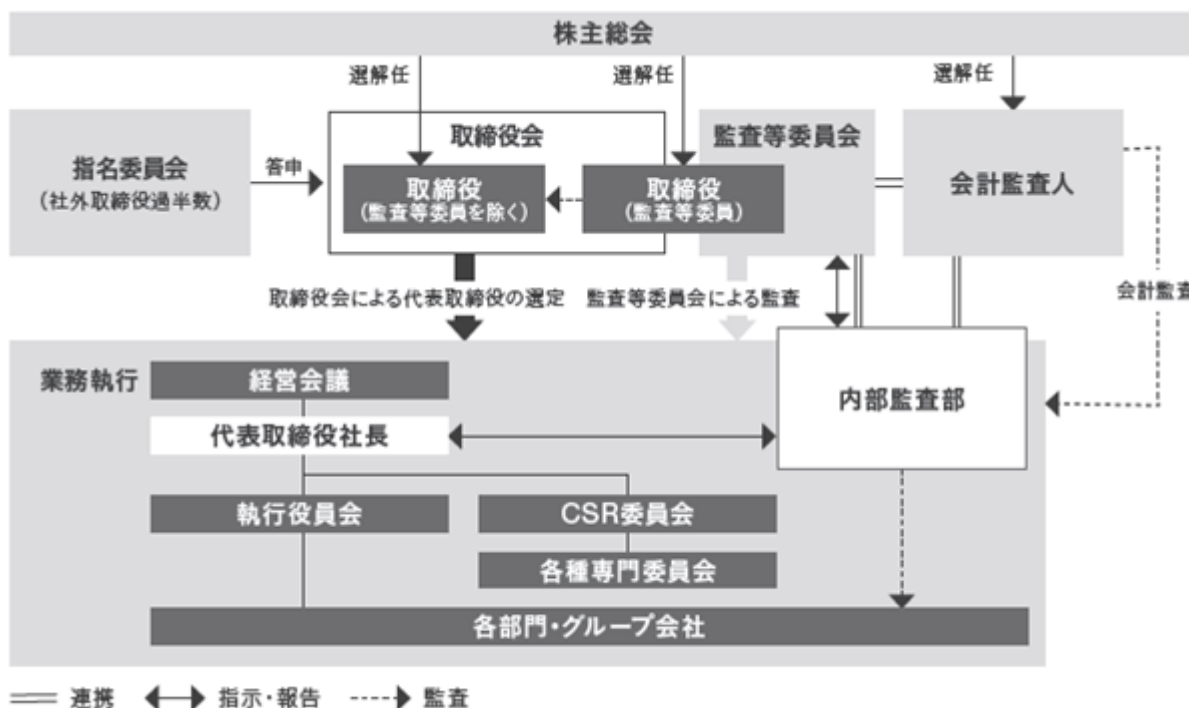 株主総会
選解任
選解任
選解任
指名委員会
(社外取締役過半数)
答申
取締役会
取締役
(監査等委員を除く)
取締役
(監査等委員)
監査等委員会
会計監査人
取締役会による代表取締役の選定
監査等委員会による監査
会計監査
業務執行
経営会議
代表取締役社長
内部監査部
執行役員会
CSR委員会
各種専門委員会
各部門・グループ会社
連携
指示・報告
監査